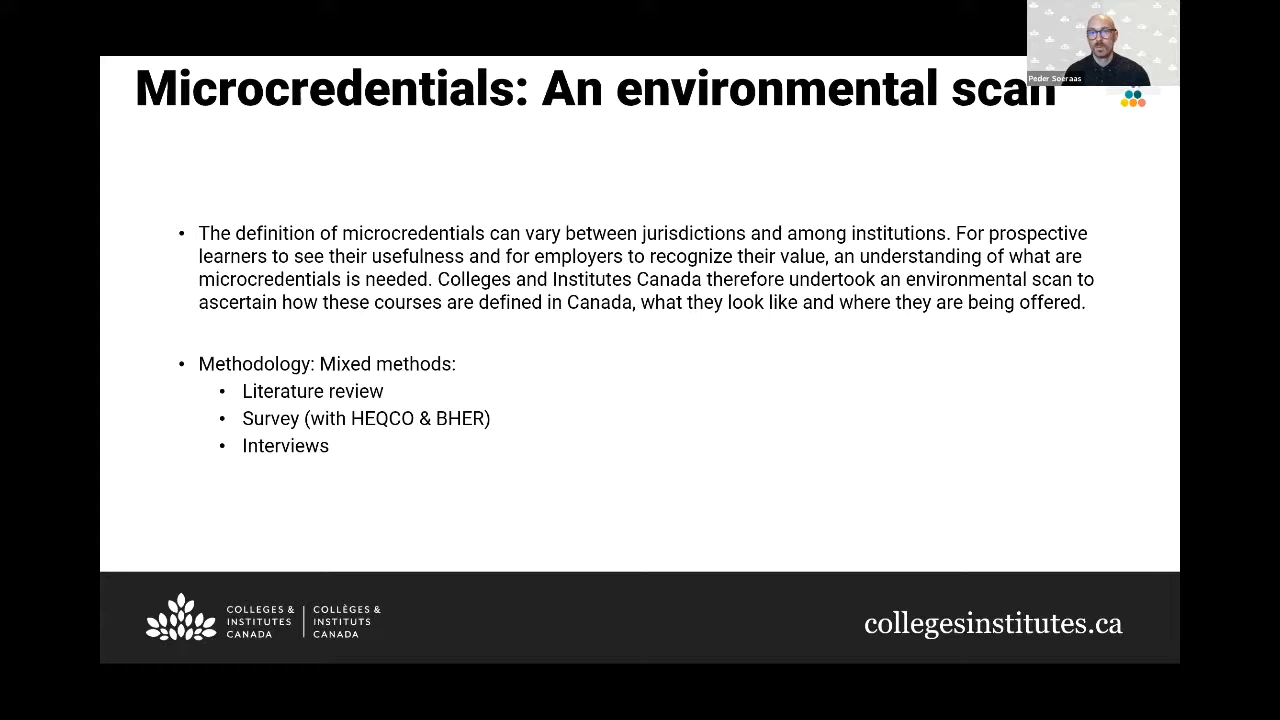 Peder Soeraas
Microcredentials: An environmental scan
• The definition of microcredentials can vary between jurisdictions and among institutions. For prospective
learners to see their usefulness and for employers to recognize their value, an understanding of what are
microcredentials is needed. Colleges and Institutes Canada therefore undertook an environmental scan to
ascertain how these courses are defined in Canada, what they look like and where they are being offered.
• Methodology: Mixed methods:
• Literature review
• Survey (with HEQCO & BHER)
• Interviews
COLLEGES &
INSTITUTES
CANADA
COLLÈGES &
INSTITUTS
CANADA
collegesinstitutes.ca